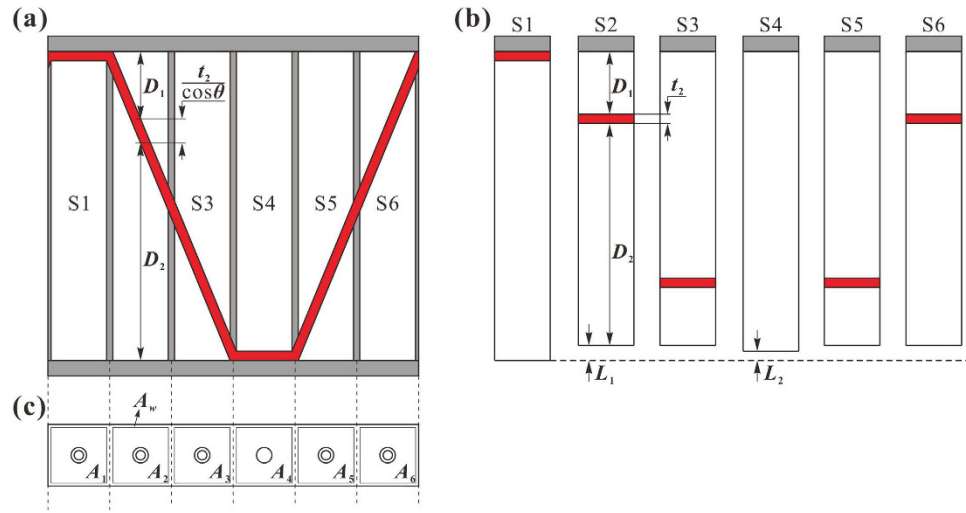 (a)
D₁
t₂
cosθ
S1
S3
S4
S5
S6
D₂
(b)
S1
S2
S3
S4
S5
S6
D₁
t₂
D₂
L₁
L₂
(c)
A_w
A₁
A₂
A₃
A₄
A₅
A₆